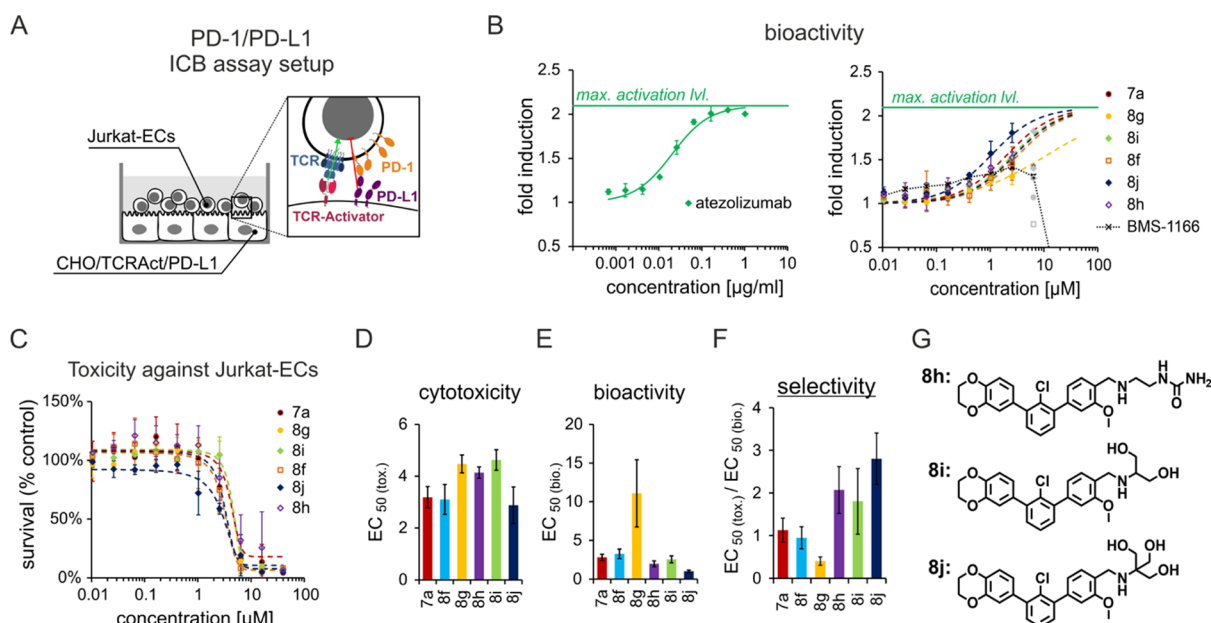 A
PD-1/PD-L1
ICB assay setup
Jurkat-ECs
TCR
PD-1
PD-L1
TCR-Activator
CHO/TCRAct/PD-L1
B
bioactivity
fold induction
2.5
2
1.5
1
0.5
max. activation lvl.
atezolizumab
0.001
0.01
0.1
1
10
concentration [µg/ml]
fold induction
2.5
2
1.5
1
0.5
max. activation lvl.
0.01
0.1
1
10
100
concentration [µM]
7a
8g
8i
8f
8j
8h
BMS-1166
C
Toxicity against Jurkat-ECs
survival (% control)
150%
100%
50%
0%
0.01
0.1
1.0
10
concentration [µM]
7a
8g
8i
8f
8j
8h
D
cytotoxicity
EC 50 (tox.)
6
4
2
0
7a
8f
8g
8h
8i
8j
E
bioactivity
EC 50 (bio.)
20
15
10
5
0
7a
8f
8g
8h
8i
8j
F
selectivity
EC 50 (tox.) / EC 50 (bio.)
4
3
2
1
0
7a
8f
8g
8h
8i
8j
G
8h:
O
O
Cl
O
N
H
H
N
NH2
O
8i:
O
O
Cl
O
N
H
HO
OH
8j:
O
O
Cl
O
N
H
HO
OH
OH